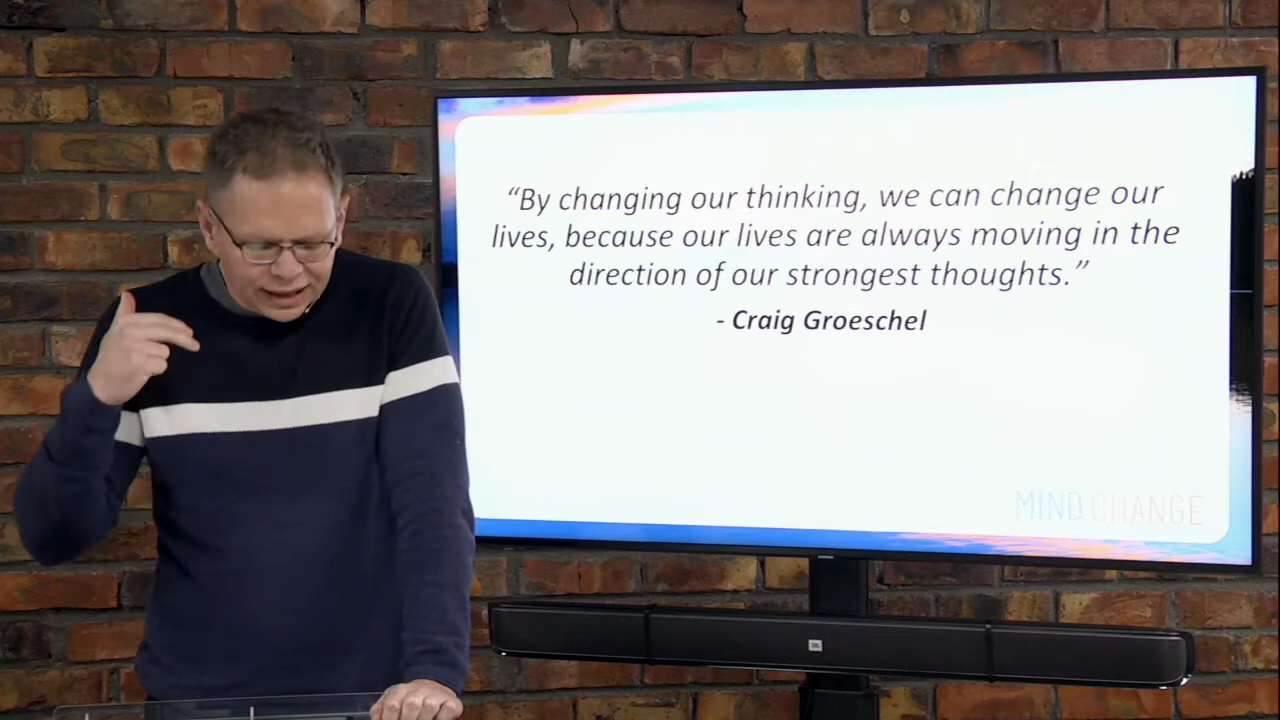 “By changing our thinking, we can change our
lives, because our lives are always moving in the
direction of our strongest thoughts.”
- Craig Groeschel
MIND CHANGE
SAMSUNG
JBL